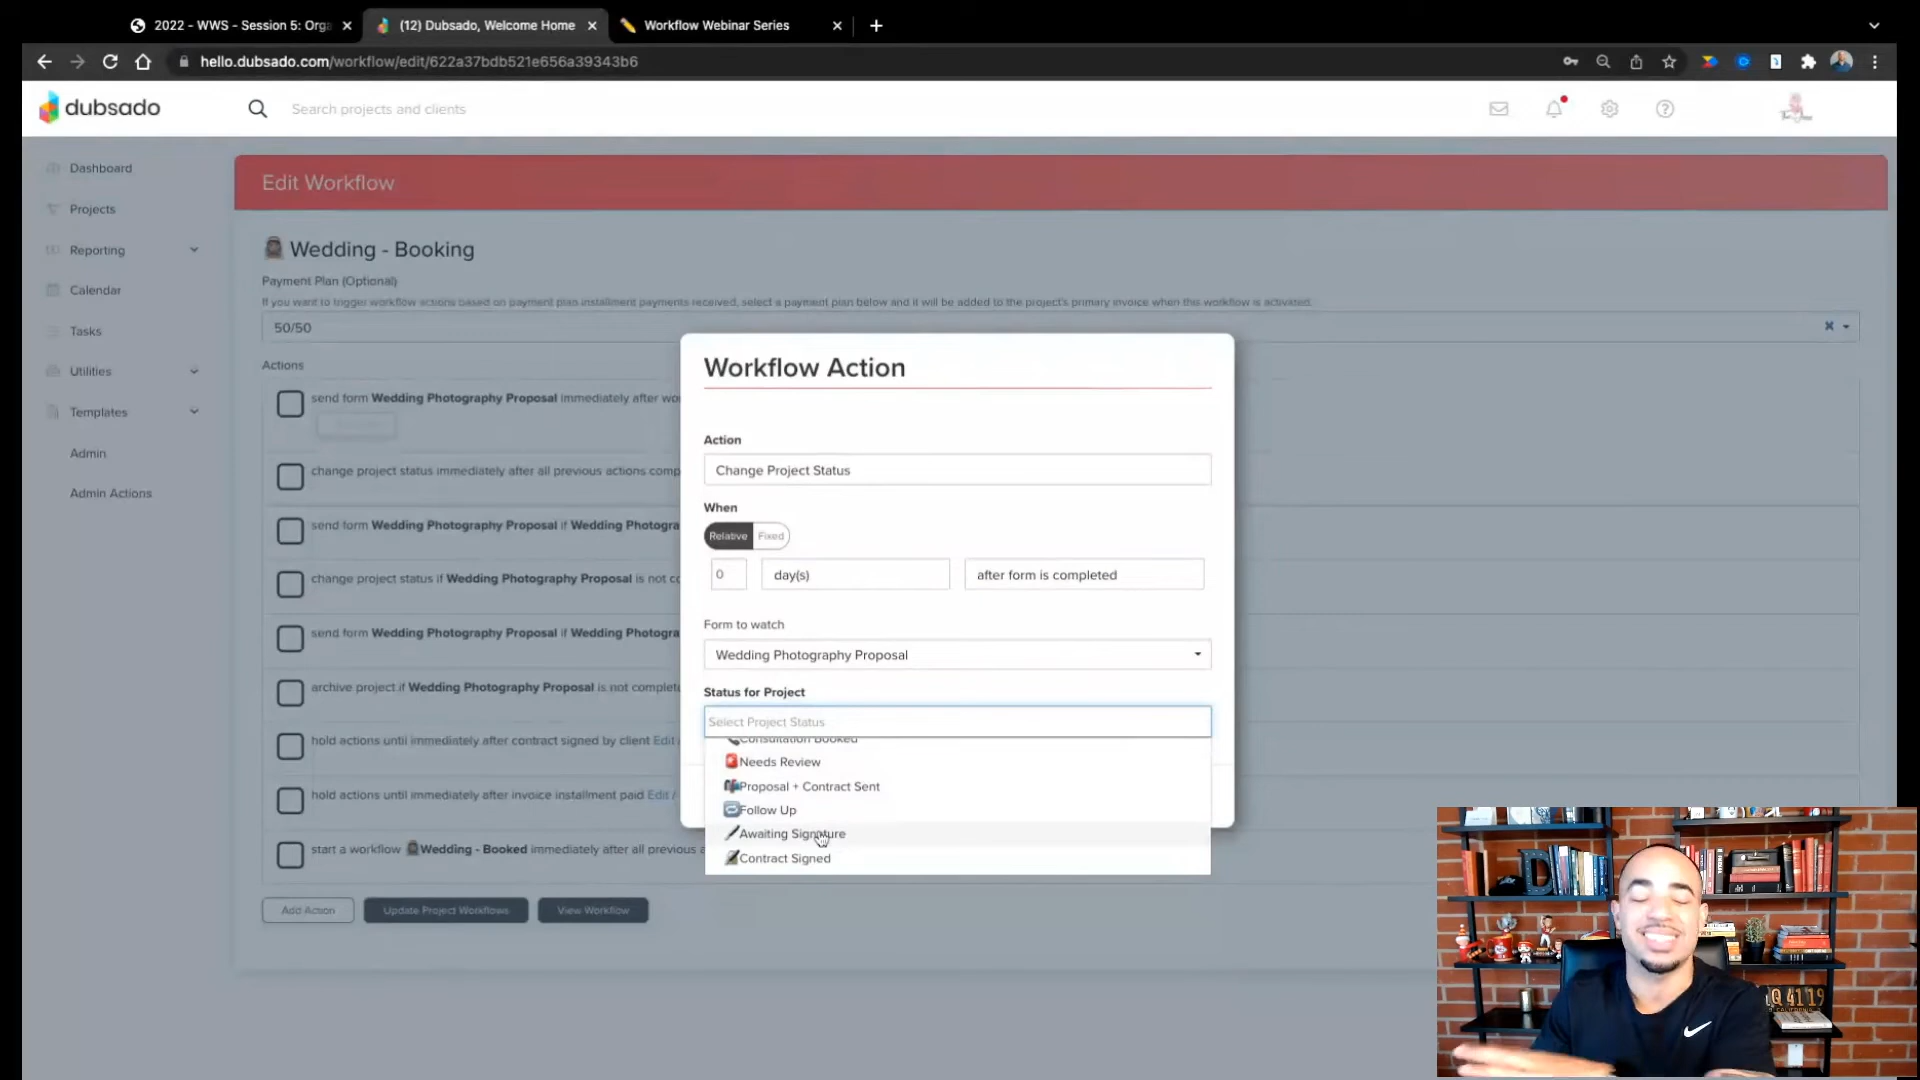 2022 - WWS - Session 5: Orga
(12) Dubsado, Welcome Home
Workflow Webinar Series
hello.dubsado.com/workflow/edit/622a37bdb521e656a39343b6
dubsado
Search projects and clients
Dashboard
Projects
Reporting
Calendar
Tasks
Utilities
Templates
Admin
Admin Actions
Edit Workflow
Wedding - Booking
Payment Plan (Optional)
If you want to trigger workflow actions based on payment plan installment payments received, select a payment plan below and it will be added to the project's primary invoice when this workflow is activated.
50/50
Actions
send form Wedding Photography Proposal immediately after wo
change project status immediately after all previous actions comp
send form Wedding Photography Proposal if Wedding Photogra
change project status if Wedding Photography Proposal is not co
send form Wedding Photography Proposal if Wedding Photogra
archive project if Wedding Photography Proposal is not complet
hold actions until immediately after contract signed by client Edit /
hold actions until immediately after invoice installment paid Edit /
start a workflow Wedding - Booked immediately after all previous a
Add Action
Update Project Workflows
View Workflow
Workflow Action
Action
Change Project Status
When
Relative Fixed
0 day(s) after form is completed
Form to watch
Wedding Photography Proposal
Status for Project
Select Project Status
Consultation Booked
Needs Review
Proposal + Contract Sent
Follow Up
Awaiting Signature
Contract Signed
Q 41 19